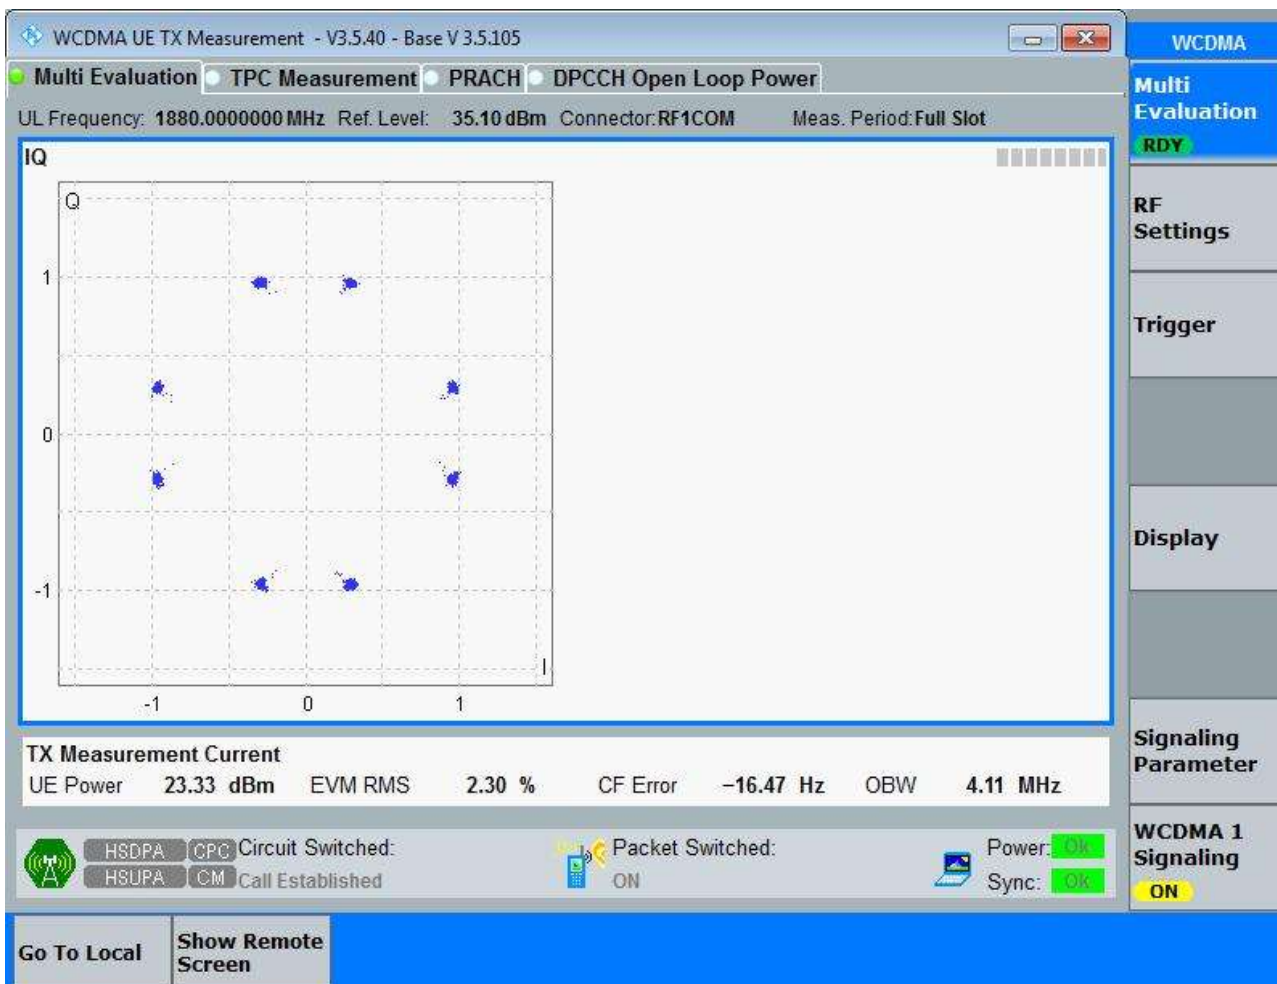 WCDMA UE TX Measurement - V3.5.40 - Base V 3.5.105
Multi Evaluation TPC Measurement PRACH DPCCH Open Loop Power
UL Frequency: 1880.0000000 MHz Ref. Level: 35.10 dBm Connector: RF1COM Meas. Period: Full Slot
IQ
Q
1
0
-1
I
-1 0 1
TX Measurement Current
UE Power 23.33 dBm EVM RMS 2.30 % CF Error −16.47 Hz OBW 4.11 MHz
HSDPA CPC Circuit Switched: Packet Switched: Power: Ok
HSUPA CM Call Established ON Sync: Ok
WCDMA
Multi
Evaluation
RDY
RF
Settings
Trigger
Display
Signaling
Parameter
WCDMA 1
Signaling
ON
Go To Local
Show Remote
Screen